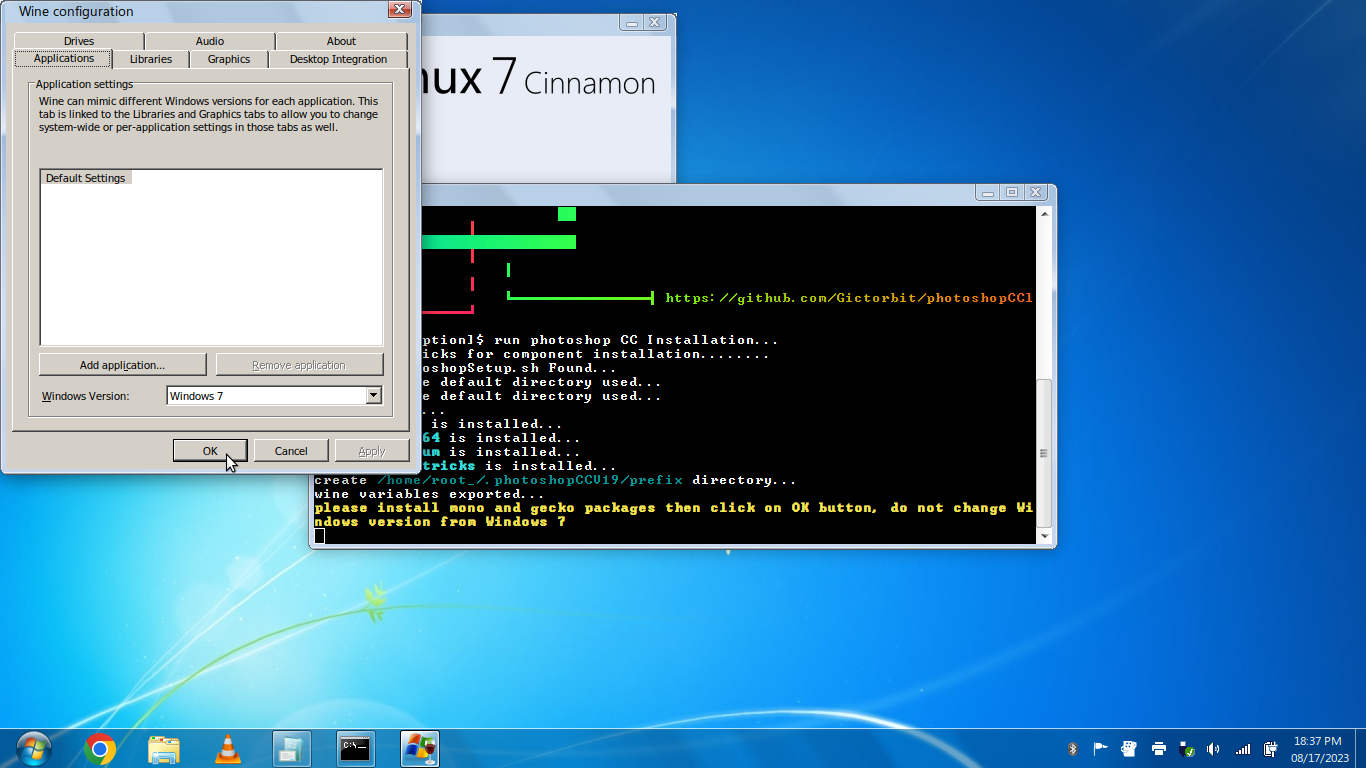 Wine configuration
Drives
Audio
About
Applications
Libraries
Graphics
Desktop Integration
Application settings
Wine can mimic different Windows versions for each application. This
tab is linked to the Libraries and Graphics tabs to allow you to change
system-wide or per-application settings in those tabs as well.
Default Settings
Add application...
Remove application
Windows Version:
Windows 7
OK
Cancel
Apply
nux 7 Cinnamon
https://github.com/Gictorbit/photoshopCCl
ption]$ run photoshop CC Installation...
icks for component installation........
oshopSetup.sh Found...
e default directory used...
e default directory used...
...
is installed...
64 is installed...
um is installed...
tricks is installed...
create /home/root_/.photoshopCCV19/prefix directory...
wine variables exported...
please install mono and gecko packages then click on OK button, do not change Wi
ndows version from Windows 7
C:\
18:37 PM
08/17/2023